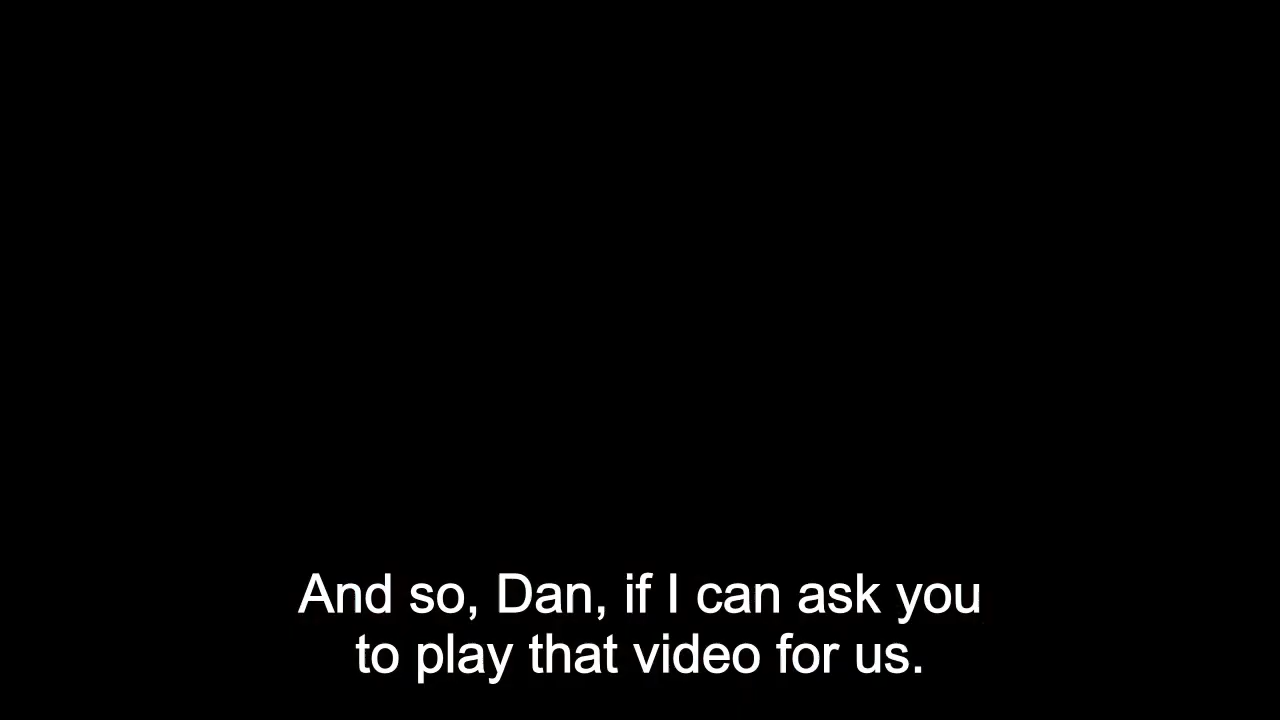 And so, Dan, if I can ask you
to play that video for us.